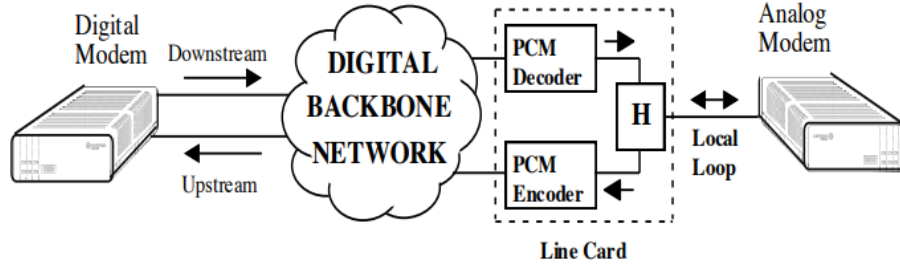 Digital
Modem
Downstream
Upstream
DIGITAL
BACKBONE
NETWORK
PCM
Decoder
PCM
Encoder
H
Line Card
Local
Loop
Analog
Modem